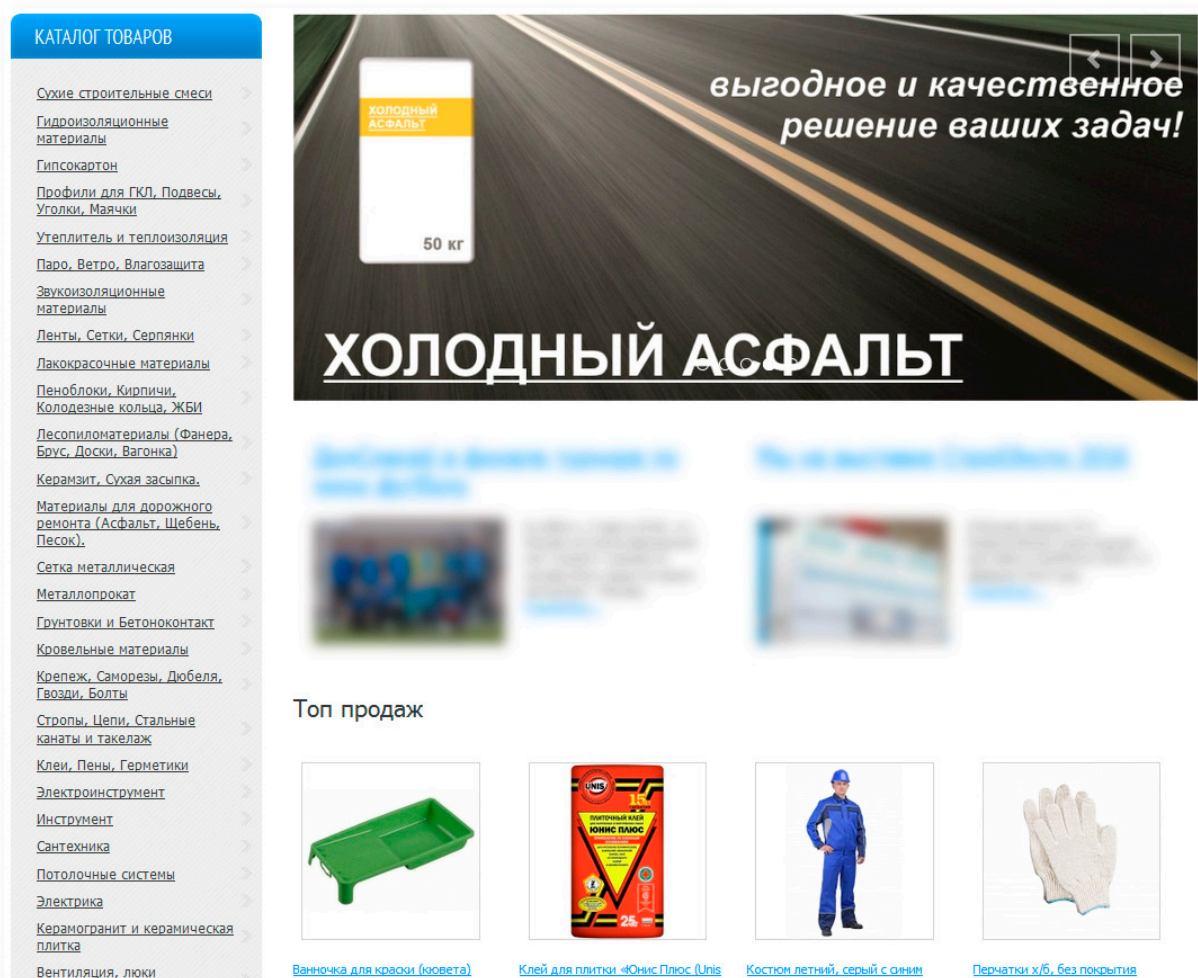 КАТАЛОГ ТОВАРОВ
Сухие строительные смеси
Гидроизоляционные
материалы
Гипсокартон
Профили для ГКЛ, Подвесы,
Уголки, Маячки
Утеплитель и теплоизоляция
Паро, Ветро, Влагозащита
Звукоизоляционные
материалы
Ленты, Сетки, Серпянки
Лакокрасочные материалы
Пеноблоки, Кирпичи,
Колодезные кольца, ЖБИ
Лесопиломатериалы (Фанера,
Брус, Доски, Вагонка)
Керамзит, Сухая засыпка.
Материалы для дорожного
ремонта (Асфальт, Щебень,
Песок).
Сетка металлическая
Металлопрокат
Грунтовки и Бетоноконтакт
Кровельные материалы
Крепеж, Саморезы, Дюбеля,
Гвозди, Болты
Стропы, Цепи, Стальные
канаты и такелаж
Клеи, Пены, Герметики
Электроинструмент
Инструмент
Сантехника
Потолочные системы
Электрика
Керамогранит и керамическая
плитка
Вентиляция, люки
выгодное и качественное
решение ваших задач!
ХОЛОДНЫЙ
АСФАЛЬТ
50 кг
ХОЛОДНЫЙ АСФАЛЬТ
Топ продаж
UNIS
15
ПЛИТОЧНЫЙ КЛЕЙ
ЮНИС ПЛЮС
25
Ванночка для краски (кювета)
Клей для плитки «Юнис Плюс (Unis
Костюм летний, серый с синим
Перчатки х/б, без покрытия